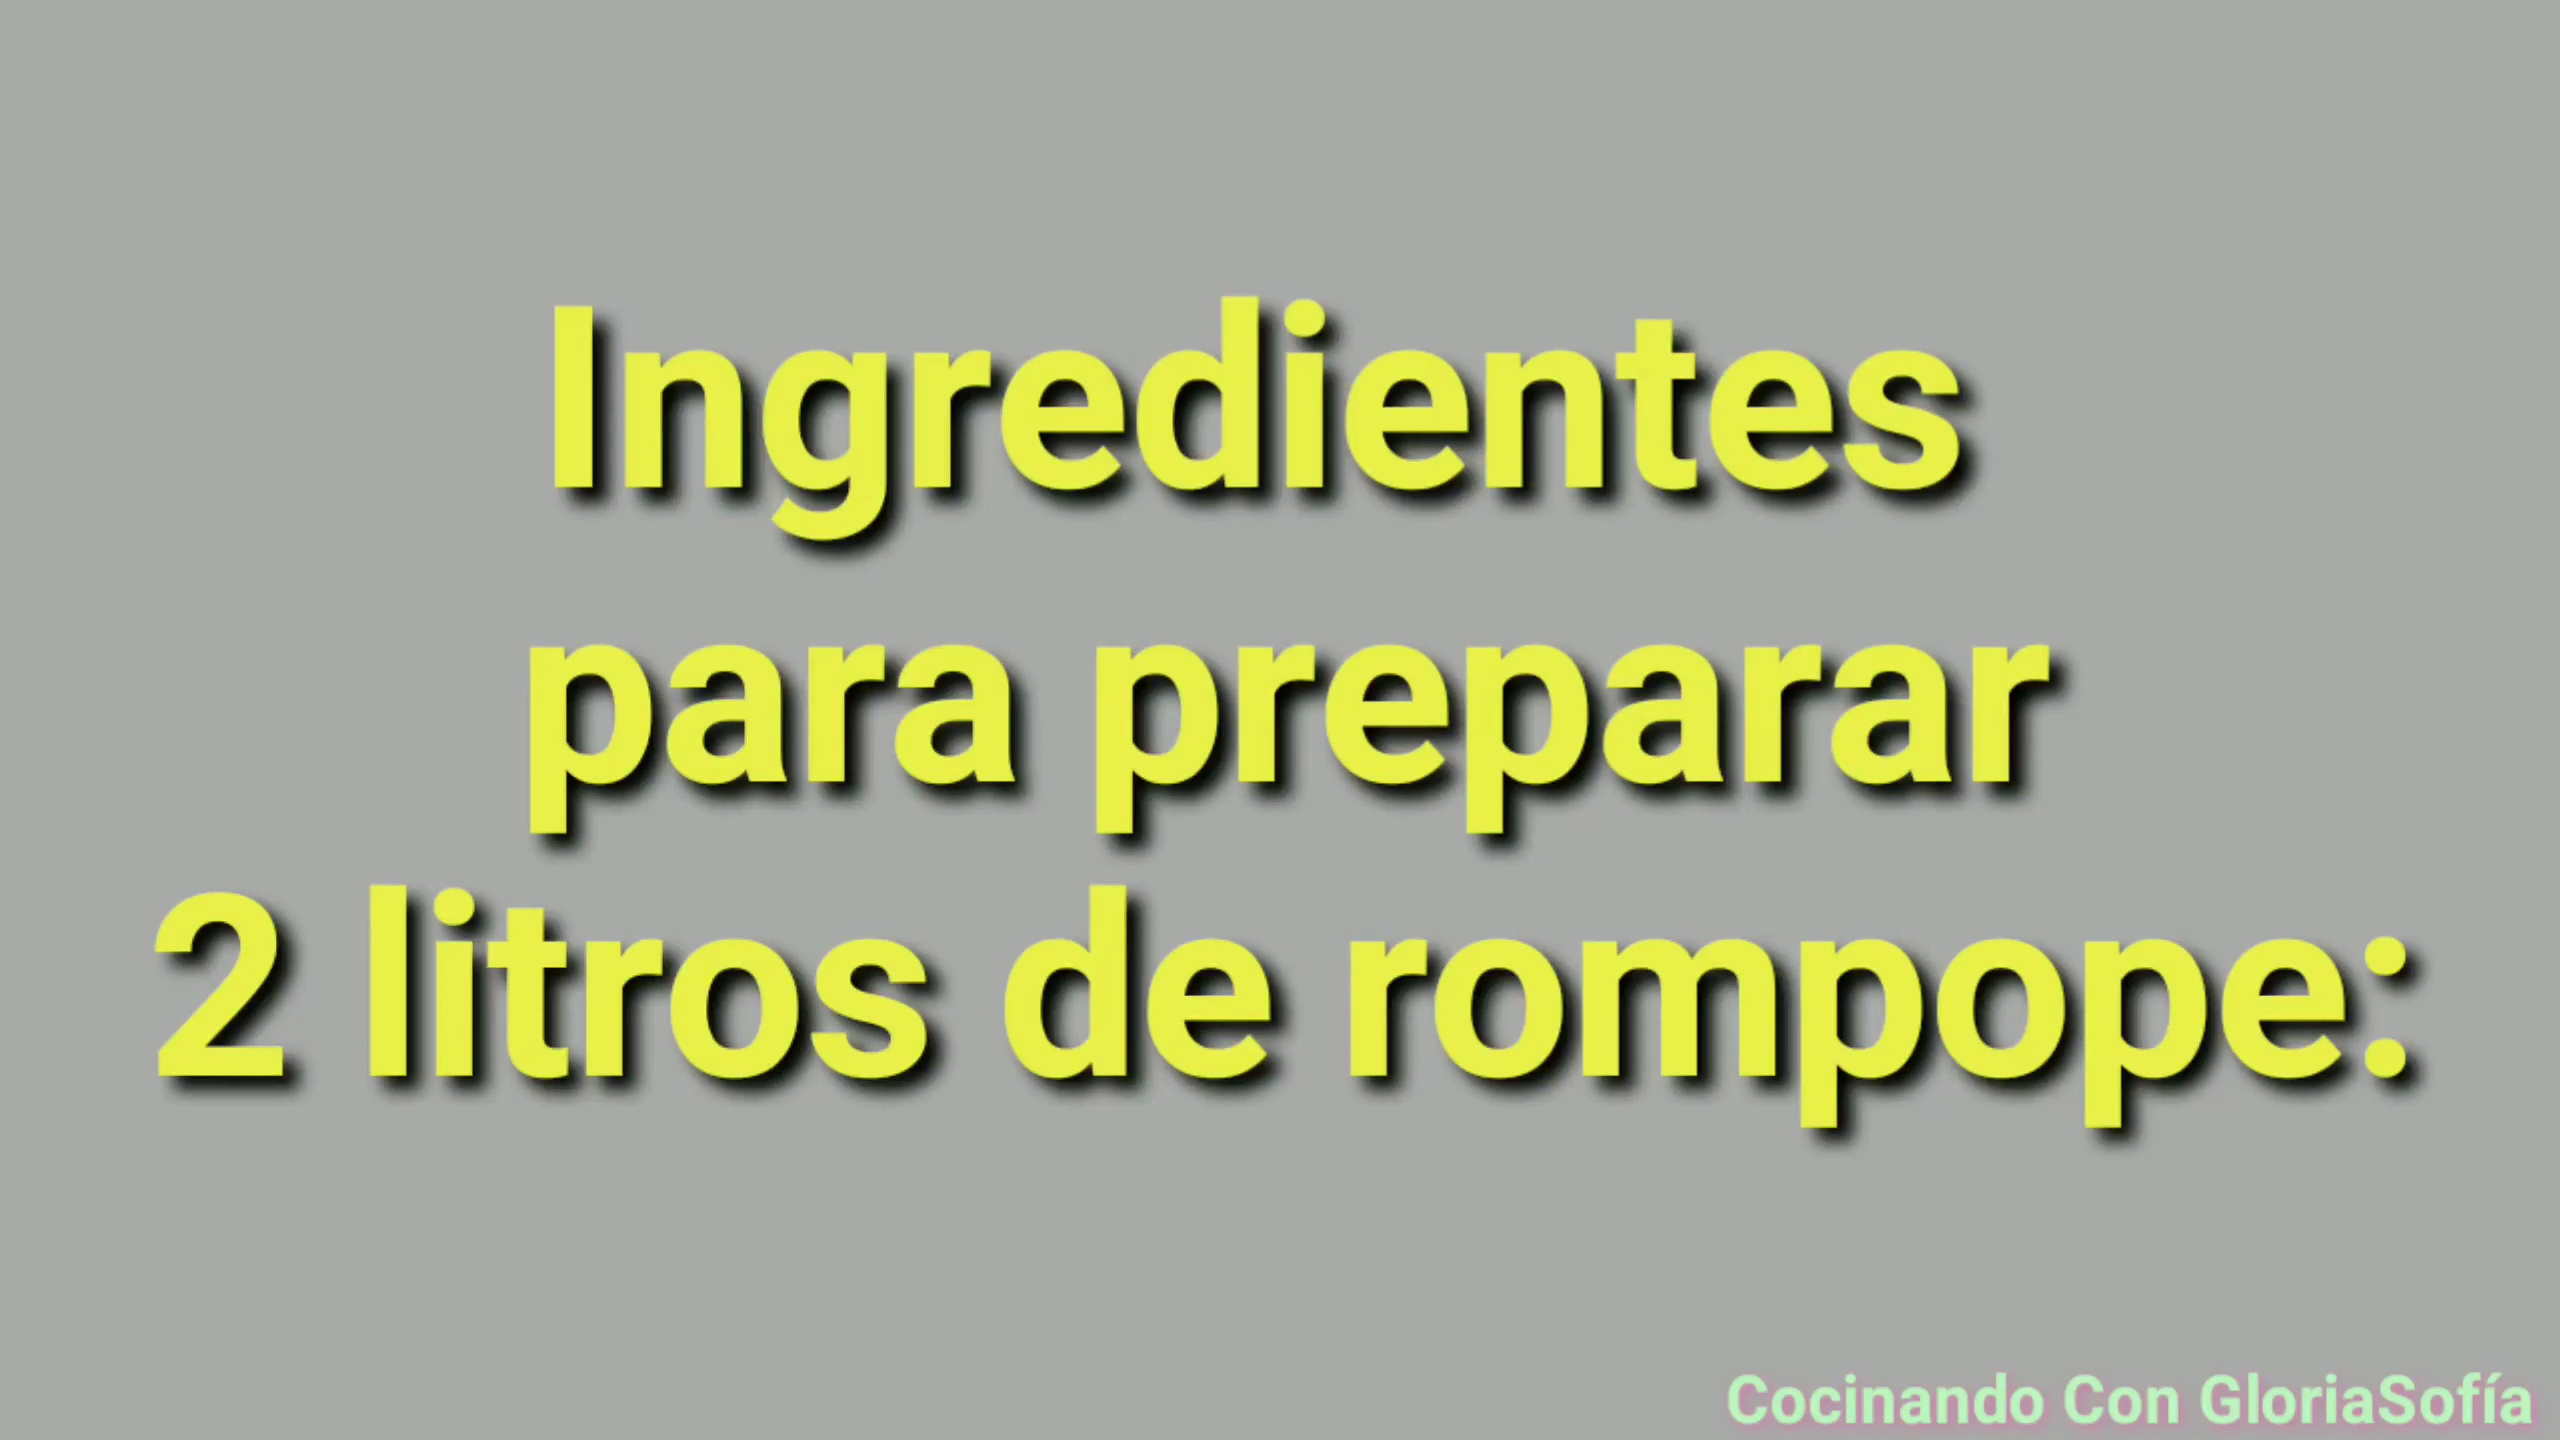 Ingredientes
para preparar
2 litros de rompope:
Cocinando Con GloriaSofía